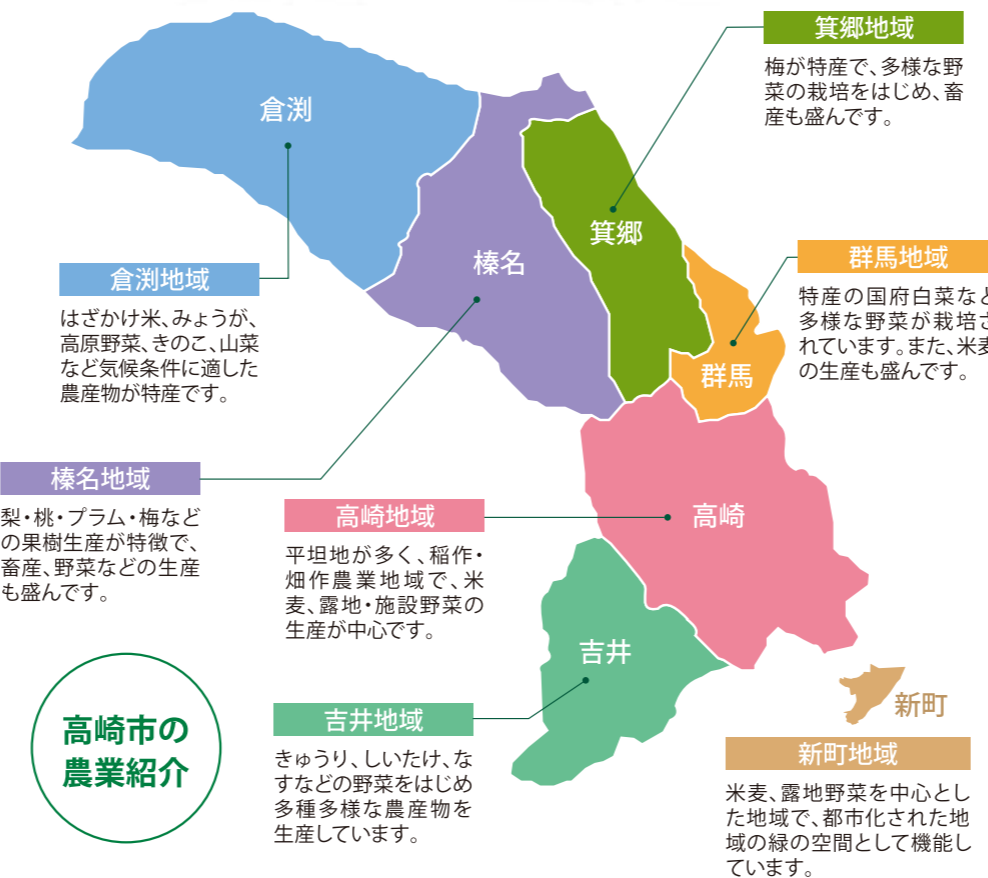 箕郷地域
梅が特産で、多様な野
菜の栽培をはじめ、畜
産も盛んです。
倉渕
箕郷
榛名
群馬地域
特産の国府白菜など
多様な野菜が栽培さ
れています。また、米麦
の生産も盛んです。
倉渕地域
はざかけ米、みょうが、
高原野菜、きのこ、山菜
など気候条件に適した
農産物が特産です。
群馬
榛名地域
梨・桃・プラム・梅など
の果樹生産が特徴で、
畜産、野菜などの生産
も盛んです。
高崎地域
平坦地が多く、稲作・
畑作農業地域で、米
麦、露地・施設野菜の
生産が中心です。
高崎
吉井
吉井地域
きゅうり、しいたけ、な
すなどの野菜をはじめ
多種多様な農産物を
生産しています。
新町
新町地域
米麦、露地野菜を中心とし
た地域で、都市化された地
域の緑の空間として機能し
ています。
高崎市の
農業紹介